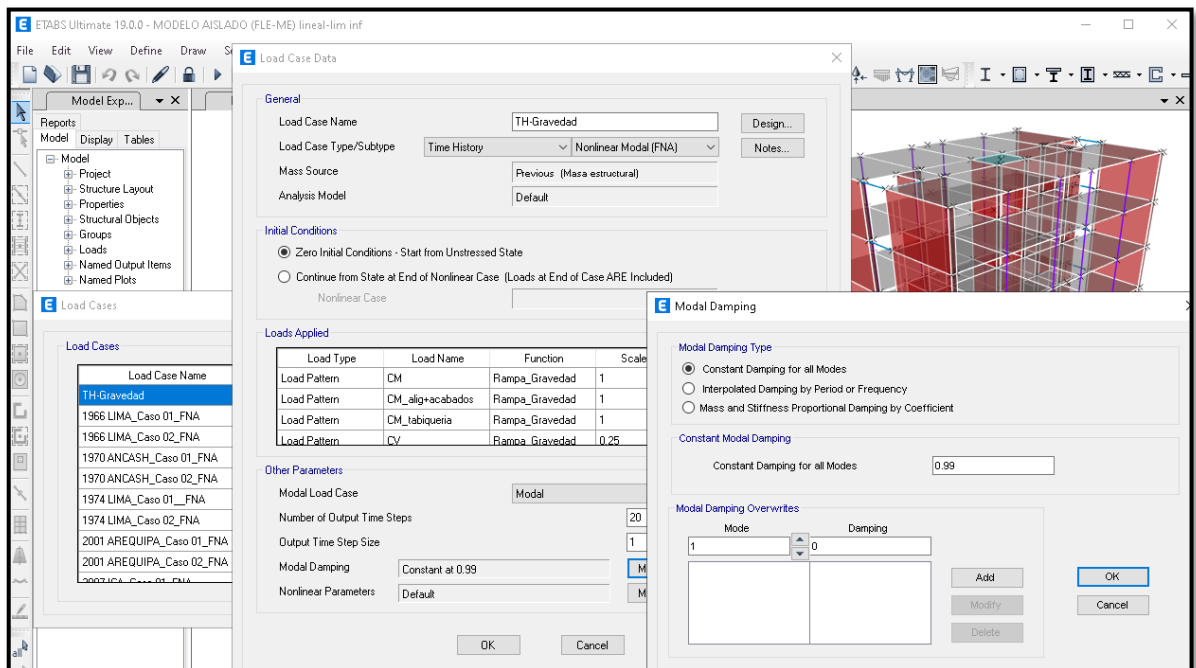 ETABS Ultimate 19.0.0 - MODELO AISLADO (FLE-ME) lineal-lim inf
File Edit View Define Draw
Model Exp...
Reports
Model Display Tables
Model
Project
Structure Layout
Properties
Structural Objects
Groups
Loads
Named Output Items
Named Plots
Load Cases
Load Cases
Load Case Name
TH-Gravedad
1966 LIMA_Caso 01_FNA
1966 LIMA_Caso 02_FNA
1970 ANCASH_Caso 01_FNA
1970 ANCASH_Caso 02_FNA
1974 LIMA_Caso 01__FNA
1974 LIMA_Caso 02_FNA
2001 AREQUIPA_Caso 01_FNA
2001 AREQUIPA_Caso 02_FNA
Load Case Data
General
Load Case Name TH-Gravedad Design...
Load Case Type/Subtype Time History Nonlinear Modal (FNA) Notes...
Mass Source Previous (Masa estructural)
Analysis Model Default
Initial Conditions
Zero Initial Conditions - Start from Unstressed State
Continue from State at End of Nonlinear Case (Loads at End of Case ARE Included)
Nonlinear Case
Loads Applied
Load Type Load Name Function Scale
Load Pattern CM Rampa_Gravedad 1
Load Pattern CM_alig+acabados Rampa_Gravedad 1
Load Pattern CM_tabiqueria Rampa_Gravedad 1
Load Pattern CV Rampa_Gravedad 0.25
Other Parameters
Modal Load Case Modal
Number of Output Time Steps 20
Output Time Step Size 1
Modal Damping Constant at 0.99 M
Nonlinear Parameters Default M
OK Cancel
Modal Damping
Modal Damping Type
Constant Damping for all Modes
Interpolated Damping by Period or Frequency
Mass and Stiffness Proportional Damping by Coefficient
Constant Modal Damping
Constant Damping for all Modes 0.99
Modal Damping Overwrites
Mode Damping
1 0
Add
Modify
Delete
OK
Cancel